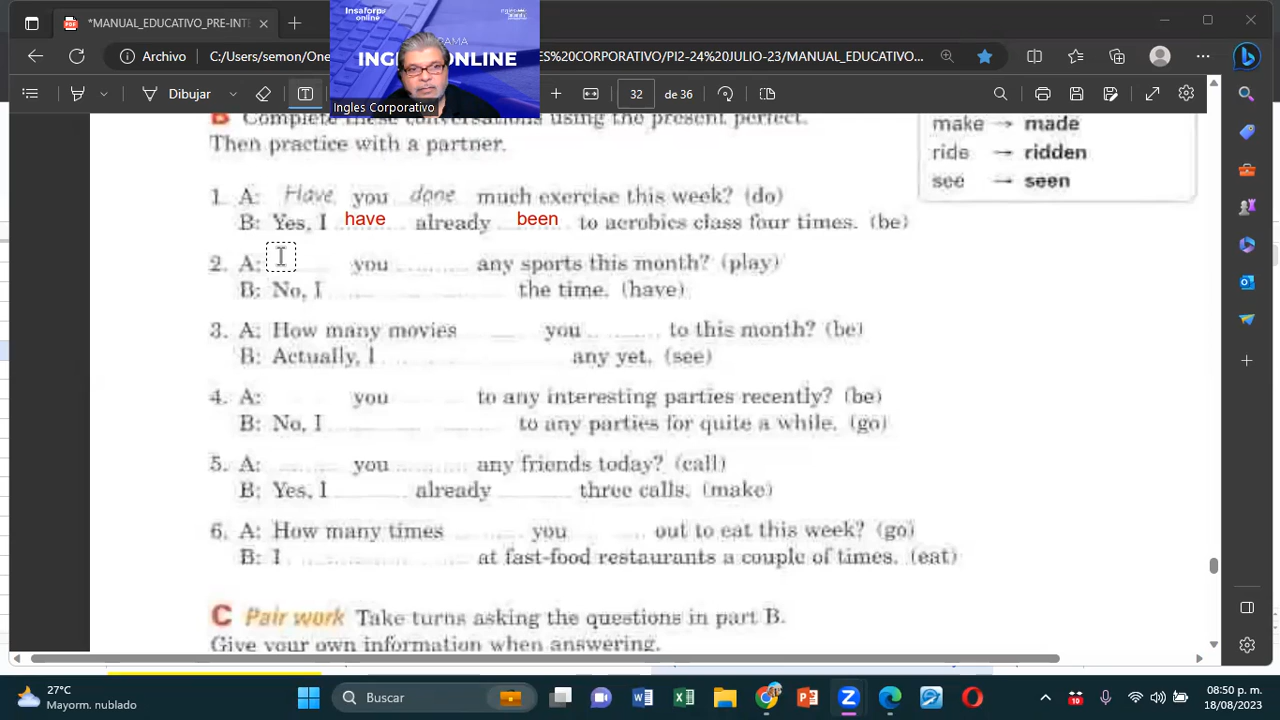 *MANUAL_EDUCATIVO_PRE-INTE
Insaforp
online
INGLES ONLINE
Ingles Corporativo
Archivo
C:/Users/semon/One
ES%20CORPORATIVO/PI2-24%20JULIO-23/MANUAL_EDUCATIVO...
Dibujar
32
de 36
B Complete these conversations using the present perfect.
Then practice with a partner.
make → made
ride → ridden
see → seen
1. A: Have you done much exercise this week? (do)
B: Yes, I have already been to aerobics class four times. (be)
2. A: you any sports this month? (play)
B: No, I the time. (have)
3. A: How many movies you to this month? (be)
B: Actually, I any yet. (see)
4. A: you to any interesting parties recently? (be)
B: No, I to any parties for quite a while. (go)
5. A: you any friends today? (call)
B: Yes, I already three calls. (make)
6. A: How many times you out to eat this week? (go)
B: I at fast-food restaurants a couple of times. (eat)
C Pair work Take turns asking the questions in part B.
Give your own information when answering.
27°C
Mayorm. nublado
Buscar
10
08:50 p. m.
18/08/2023